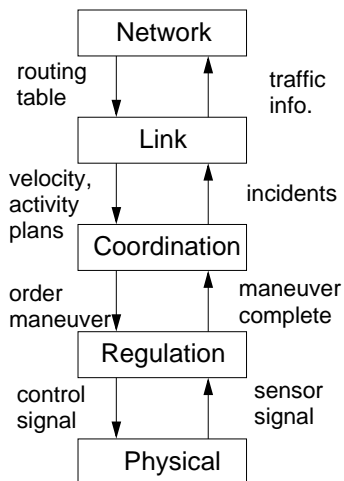 Network
routing
table
traffic
info.
Link
velocity,
activity
plans
incidents
Coordination
order
maneuver
maneuver
complete
Regulation
control
signal
sensor
signal
Physical